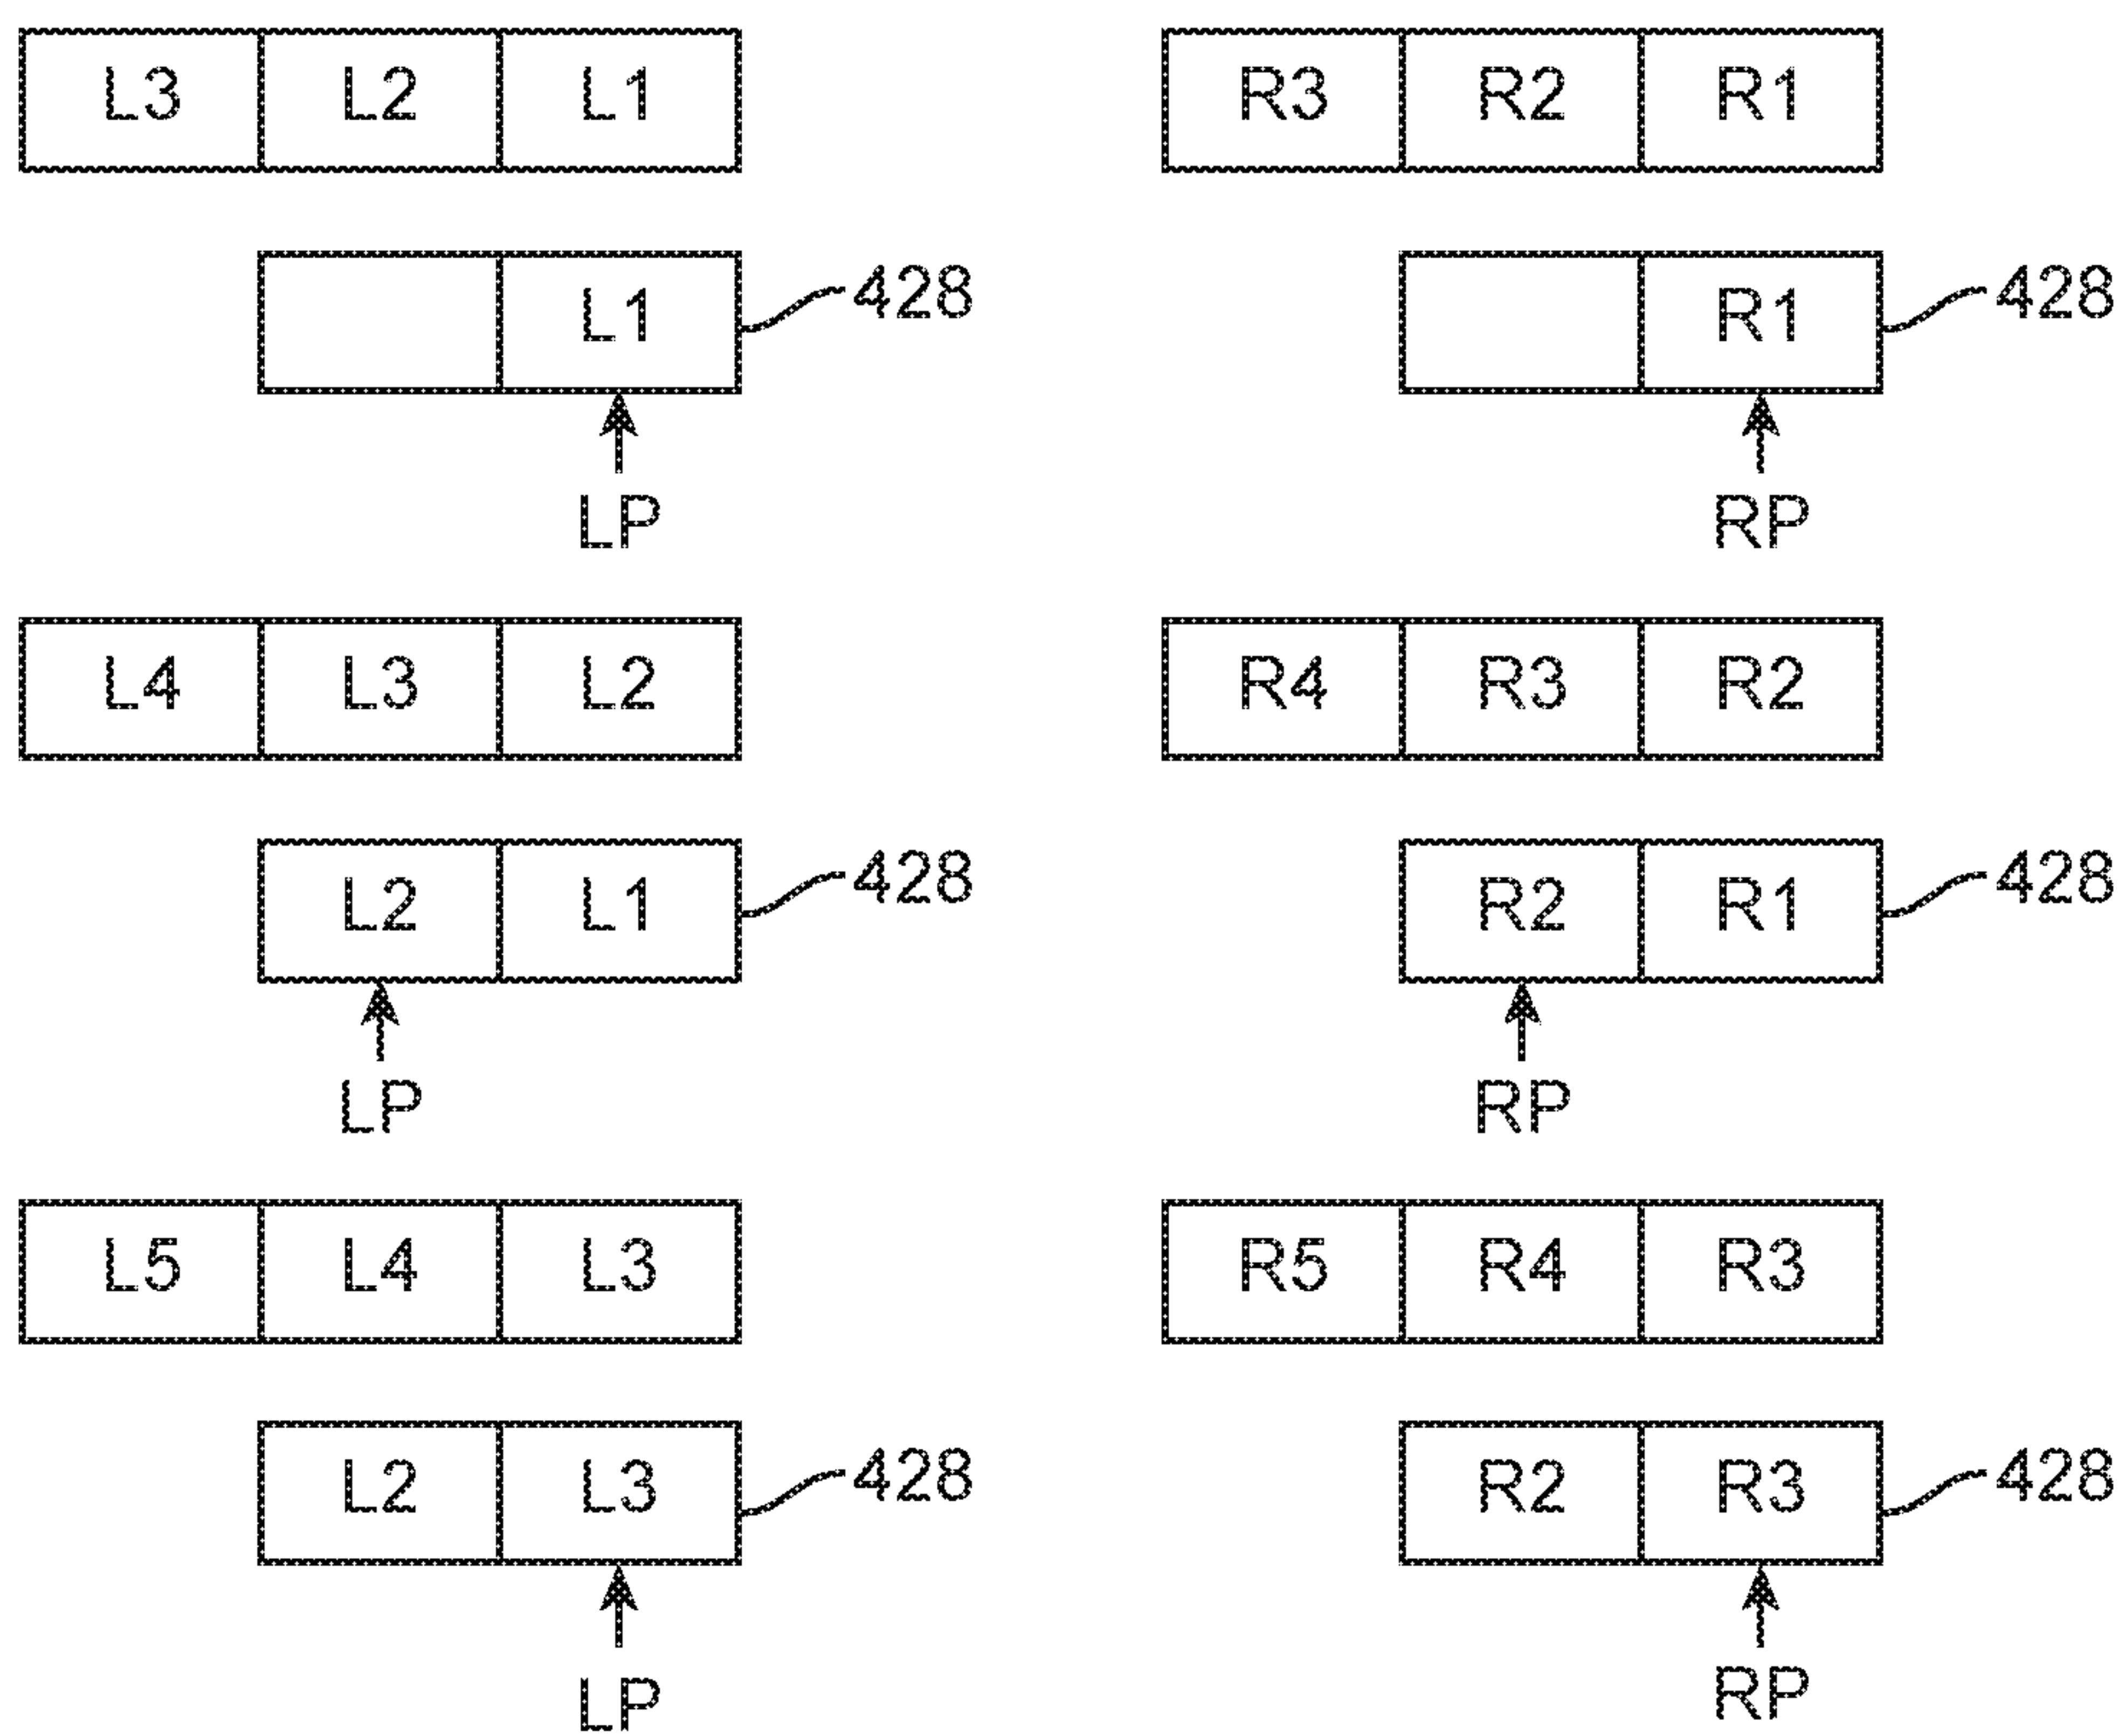 L3 L2 L1 R3 R2 R1
L1 428 R1 428
LP RP
L4 L3 L2 R4 R3 R2
L2 L1 428 R2 R1 428
LP RP
L5 L4 L3 R5 R4 R3
L2 L3 428 R2 R3 428
LP RP